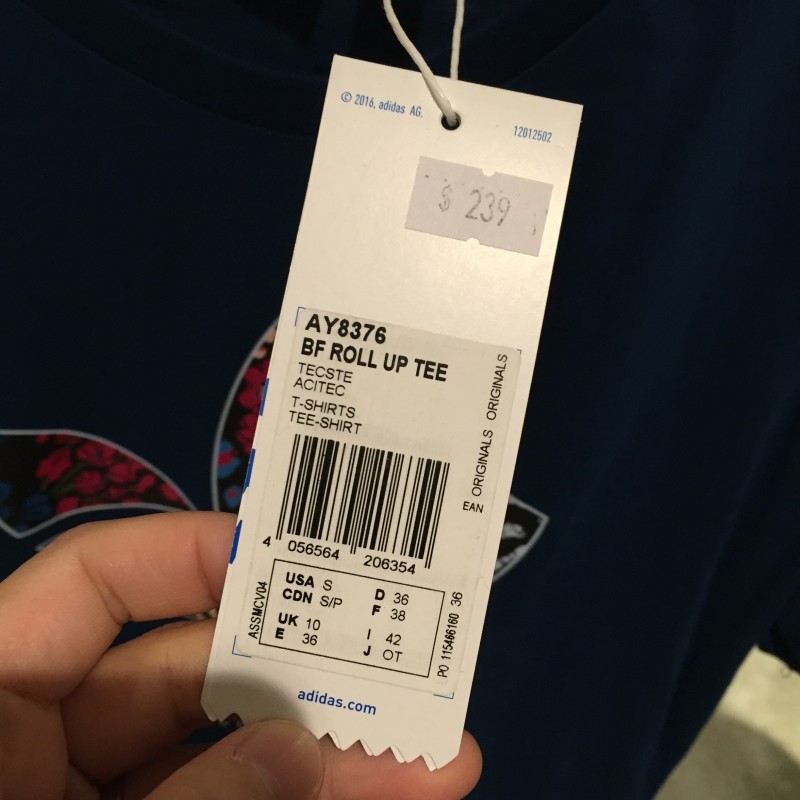 © 2016, adidas AG.
12012502
$ 239
AY8376
BF ROLL UP TEE
TECSTE
ACITEC
T-SHIRTS
TEE-SHIRT
ORIGINALS
ORIGINALS
EAN
4 056564 206354
USA S
CDN S/P
UK 10
E 36
D 36
F 38
I 42
J OT
ASSMCV04
PO 115466160 36
adidas.com